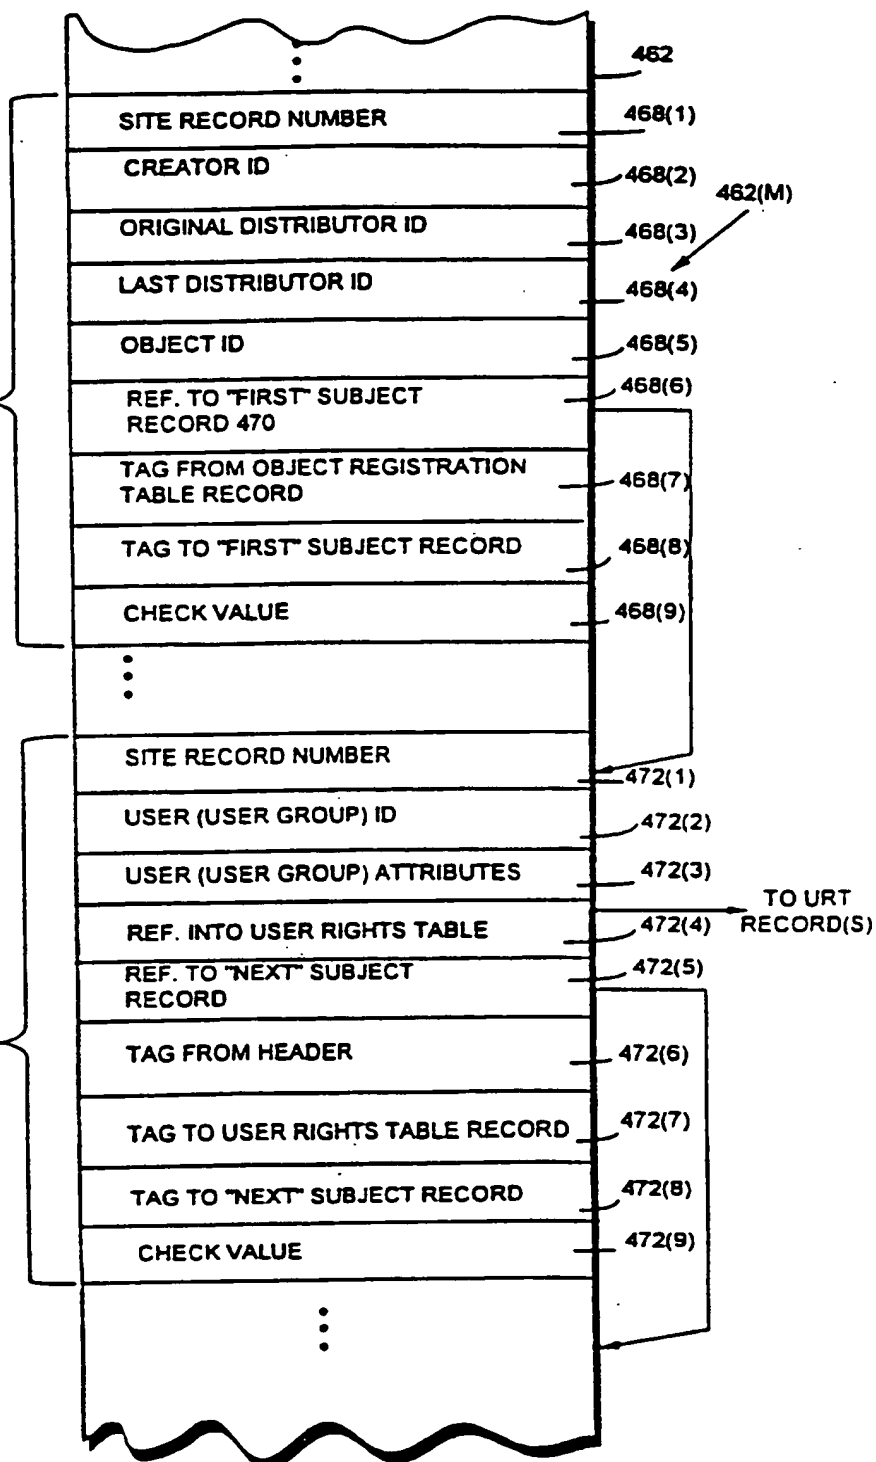 462
SITE RECORD NUMBER 468(1)
CREATOR ID 468(2)
462(M)
ORIGINAL DISTRIBUTOR ID 468(3)
LAST DISTRIBUTOR ID 468(4)
OBJECT ID 468(5)
REF. TO "FIRST" SUBJECT 468(6)
RECORD 470
TAG FROM OBJECT REGISTRATION
TABLE RECORD 468(7)
TAG TO "FIRST" SUBJECT RECORD 468(8)
CHECK VALUE 468(9)
SITE RECORD NUMBER 472(1)
USER (USER GROUP) ID 472(2)
USER (USER GROUP) ATTRIBUTES 472(3)
TO URT
RECORD(S)
REF. INTO USER RIGHTS TABLE 472(4)
REF. TO "NEXT" SUBJECT 472(5)
RECORD
TAG FROM HEADER 472(6)
TAG TO USER RIGHTS TABLE RECORD 472(7)
TAG TO "NEXT" SUBJECT RECORD 472(8)
CHECK VALUE 472(9)